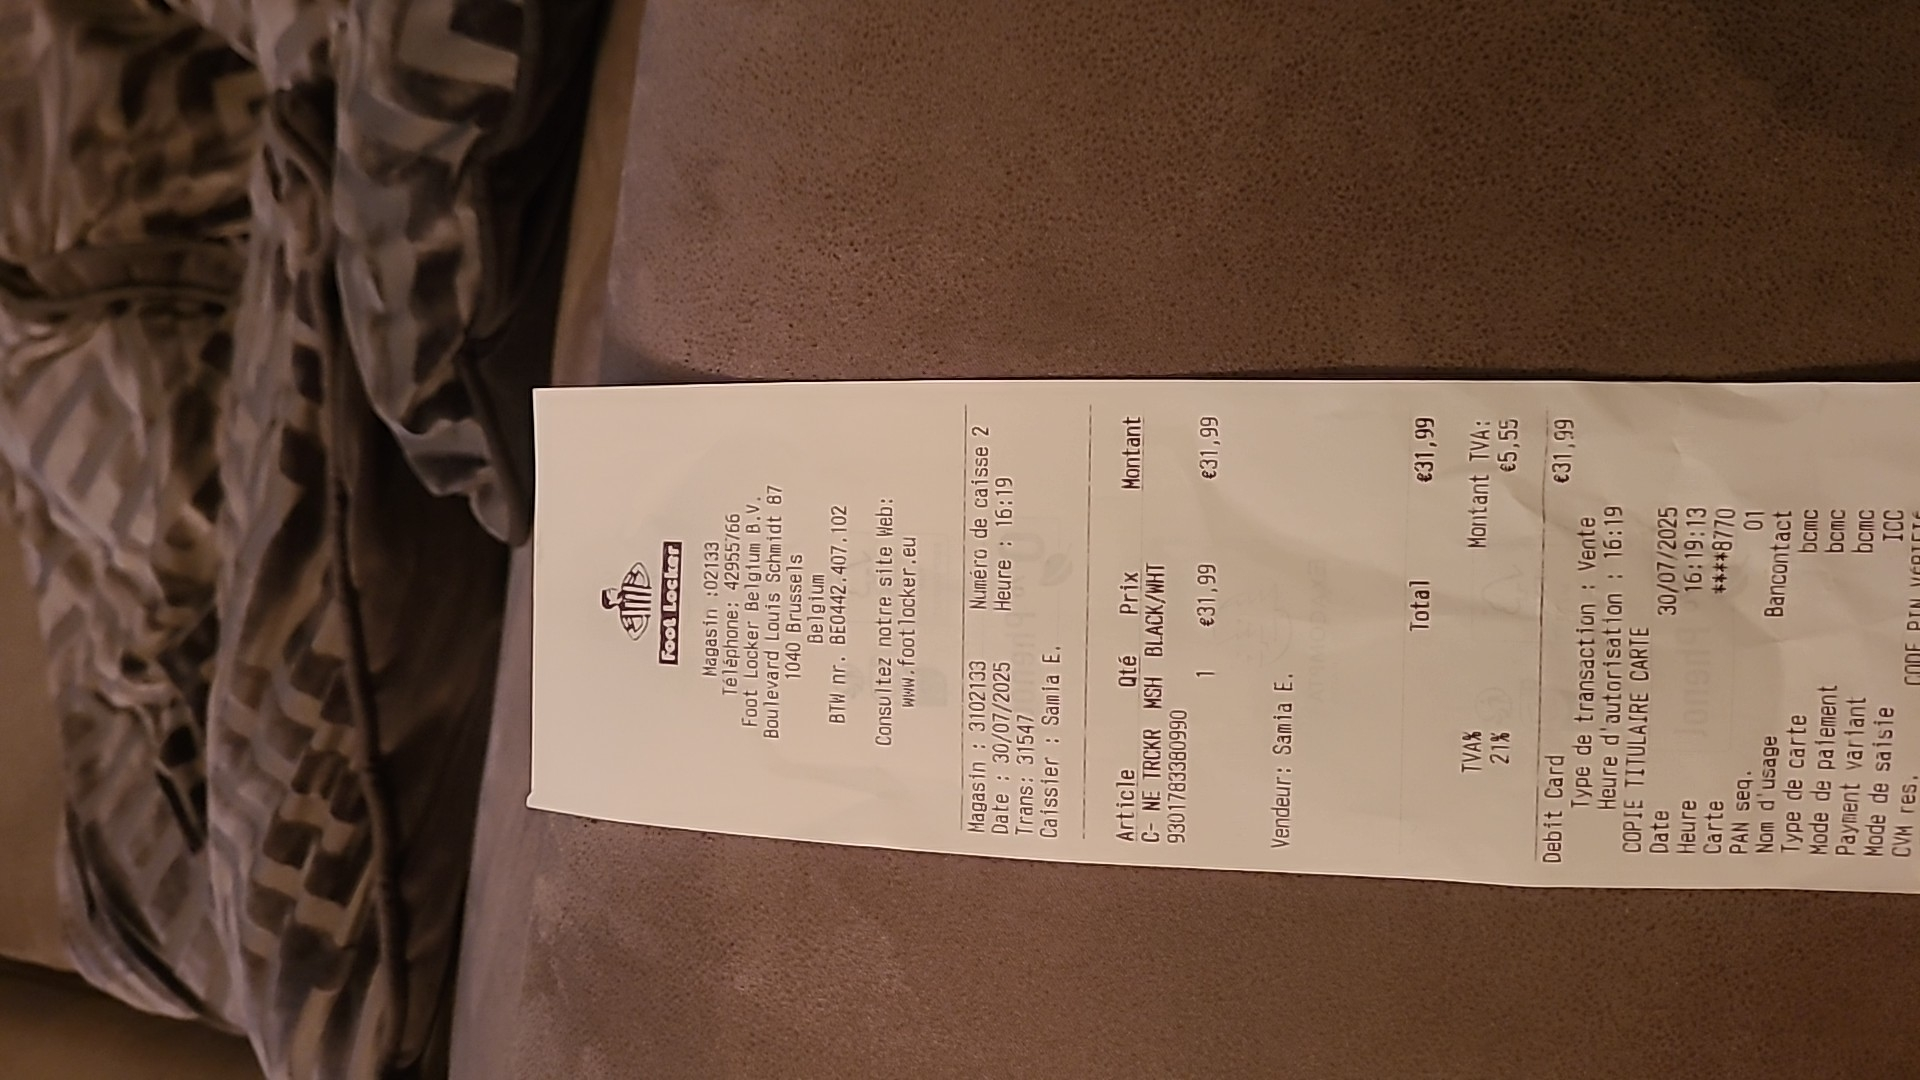 Foot Locker
Magasin :02133
Téléphone: 42955766
Foot Locker Belgium B.V.
Boulevard Louis Schmidt 87
1040 Brussels
Belgium
BTW nr. BE0442.407.102
Consultez notre site Web:
www.footlocker.eu
Magasin : 3102133 Numéro de caisse 2
Date : 30/07/2025 Heure : 16:19
Trans: 31547
Caissier : Samia E.
Article Qté Prix Montant
C- NE TRCKR MSH BLACK/WHT
9301783380990 1 €31,99 €31,99
Vendeur: Samia E.
Total €31,99
TVA% Montant TVA:
21% €5,55
Debit Card €31,99
Type de transaction : Vente
Heure d'autorisation : 16:19
COPIE TITULAIRE CARTE
Date 30/07/2025
Heure 16:19:13
Carte ****8770
PAN seq. 01
Nom d'usage Bancontact
Type de carte bcmc
Mode de paiement bcmc
Payment variant bcmc
Mode de saisie ICC
CVM res. CODE PIN VÉRIFIÉ